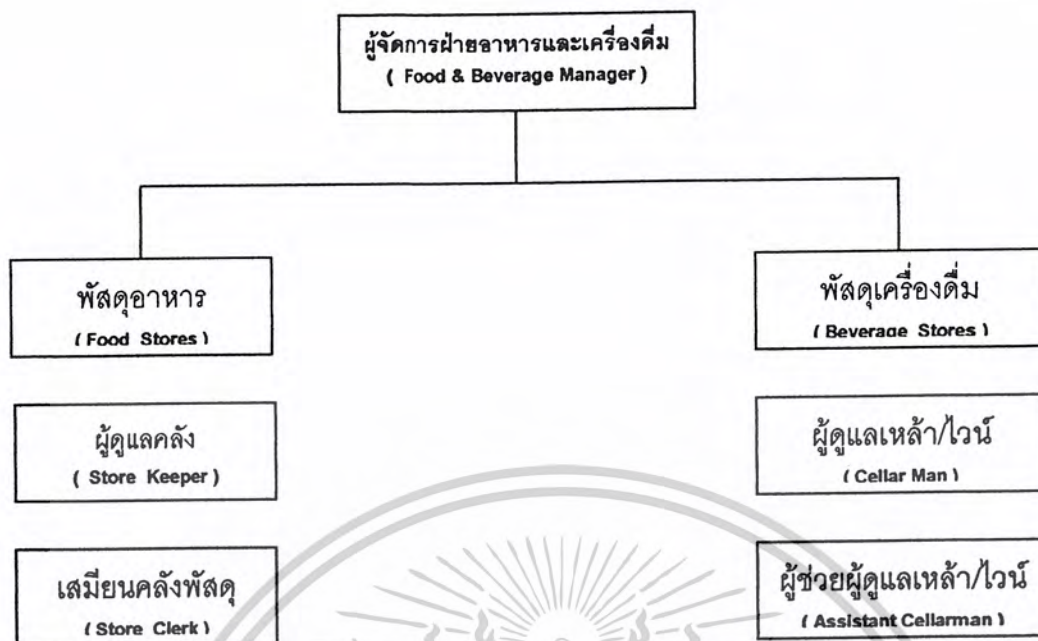 ผู้จัดการฝ่ายอาหารและเครื่องดื่ม
( Food & Beverage Manager )
พัสดุอาหาร
( Food Stores )
พัสดุเครื่องดื่ม
( Beverage Stores )
ผู้ดูแลคลัง
( Store Keeper )
ผู้ดูแลเหล้า/ไวน์
( Cellar Man )
เสมียนคลังพัสดุ
( Store Clerk )
ผู้ช่วยผู้ดูแลเหล้า/ไวน์
( Assistant Cellarman )